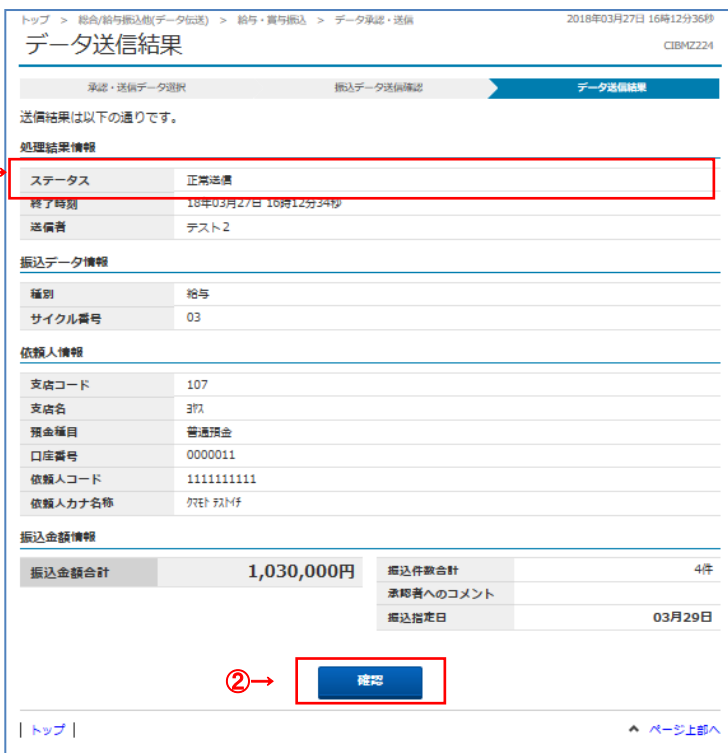 トップ > 総合/給与振込他(データ伝送) > 給与・賞与振込 > データ承認・送信 2018年03月27日 16時12分36秒
データ送信結果 CIBMZ224
承認・送信データ選択 振込データ送信確認 データ送信結果
送信結果は以下の通りです。
処理結果情報
ステータス 正常送信
終了時刻 18年03月27日 16時12分34秒
送信者 テスト2
振込データ情報
種別 給与
サイクル番号 03
依頼人情報
支店コード 107
支店名 ﾖﾔｽ
預金種目 普通預金
口座番号 0000011
依頼人コード 1111111111
依頼人カナ名称 ｸﾏﾓﾄ ﾃｽﾄｲﾁ
振込金額情報
振込金額合計 1,030,000円 振込件数合計 4件
承認者へのコメント
振込指定日 03月29日
②→ 確認
| トップ | ページ上部へ